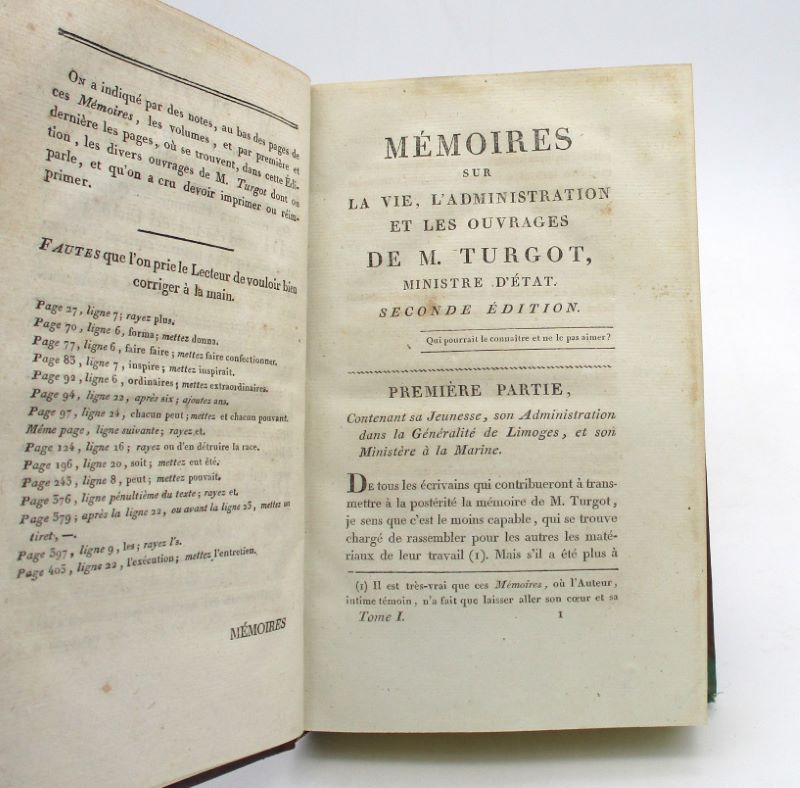 On a indiqué par des notes, au bas des pages de
ces Mémoires, les volumes, et par première et
dernière les pages, où se trouvent, dans cette Édi-
tion, les divers ouvrages de M. Turgot dont on
parle, et qu'on a cru devoir imprimer ou réim-
primer.
FAUTES que l'on prie le Lecteur de vouloir bien
corriger à la main.
Page 27, ligne 7; rayez plus.
Page 70, ligne 6, forma; mettez donna.
Page 77, ligne 6, faire faire; mettez faire confectionner.
Page 83, ligne 7, inspire; mettez inspirait.
Page 92, ligne 6, ordinaires; mettez extraordinaires.
Page 94, ligne 22, après six; ajoutez ans.
Page 97, ligne 24, chacun peut; mettez et chacun pouvant.
Même page, ligne suivante; rayez et.
Page 124, ligne 16; rayez ou d'en détruire la race.
Page 196, ligne 20, soit; mettez eut été.
Page 243, ligne 8, peut; mettez pouvait.
Page 376, ligne pénultième du texte; rayez et.
Page 379; après la ligne 22, ou avant la ligne 23, mettez un
tiret, —.
Page 397, ligne 9, les; rayez l's.
Page 403, ligne 22, l'exécution; mettez l'entretien.
MÉMOIRES
MÉMOIRES
SUR
LA VIE, L'ADMINISTRATION
ET LES OUVRAGES
DE M. TURGOT,
MINISTRE D'ÉTAT.
SECONDE ÉDITION.
Qui pourrait le connaître et ne le pas aimer?
PREMIÈRE PARTIE,
Contenant sa Jeunesse, son Administration
dans la Généralité de Limoges, et son
Ministère à la Marine.
De tous les écrivains qui contribueront à trans-
mettre à la postérité la mémoire de M. Turgot,
je sens que c'est le moins capable, qui se trouve
chargé de rassembler pour les autres les maté-
riaux de leur travail (1). Mais s'il a été plus à
(1) Il est très-vrai que ces Mémoires, où l'Auteur,
intime témoin, n'a fait que laisser aller son cœur et sa
Tome I. 1